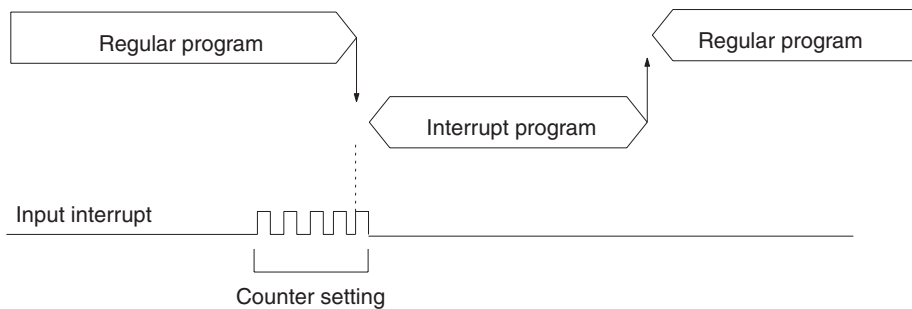 Regular program
Regular program
Interrupt program
Input interrupt
Counter setting